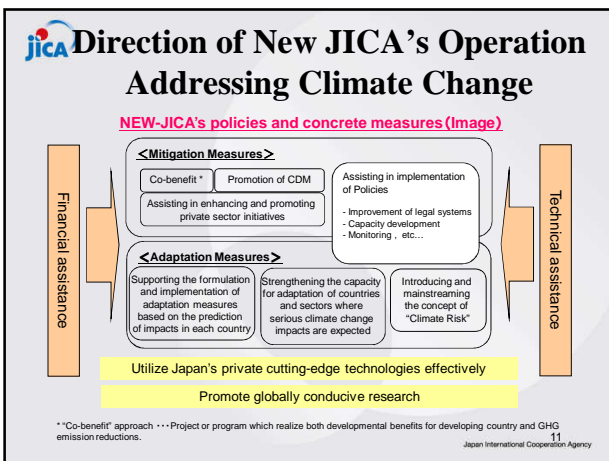 jica
Direction of New JICA's Operation
Addressing Climate Change
NEW-JICA's policies and concrete measures(Image)
Financial assistance
<Mitigation Measures>
Co-benefit *
Promotion of CDM
Assisting in enhancing and promoting
private sector initiatives
Assisting in implementation
of Policies
- Improvement of legal systems
- Capacity development
- Monitoring , etc…
<Adaptation Measures>
Supporting the formulation
and implementation of
adaptation measures
based on the prediction
of impacts in each country
Strengthening the capacity
for adaptation of countries
and sectors where
serious climate change
impacts are expected
Introducing and
mainstreaming
the concept of
"Climate Risk"
Technical assistance
Utilize Japan's private cutting-edge technologies effectively
Promote globally conducive research
* "Co-benefit" approach ･･･Project or program which realize both developmental benefits for developing country and GHG
emission reductions.
11
Japan International Cooperation Agency